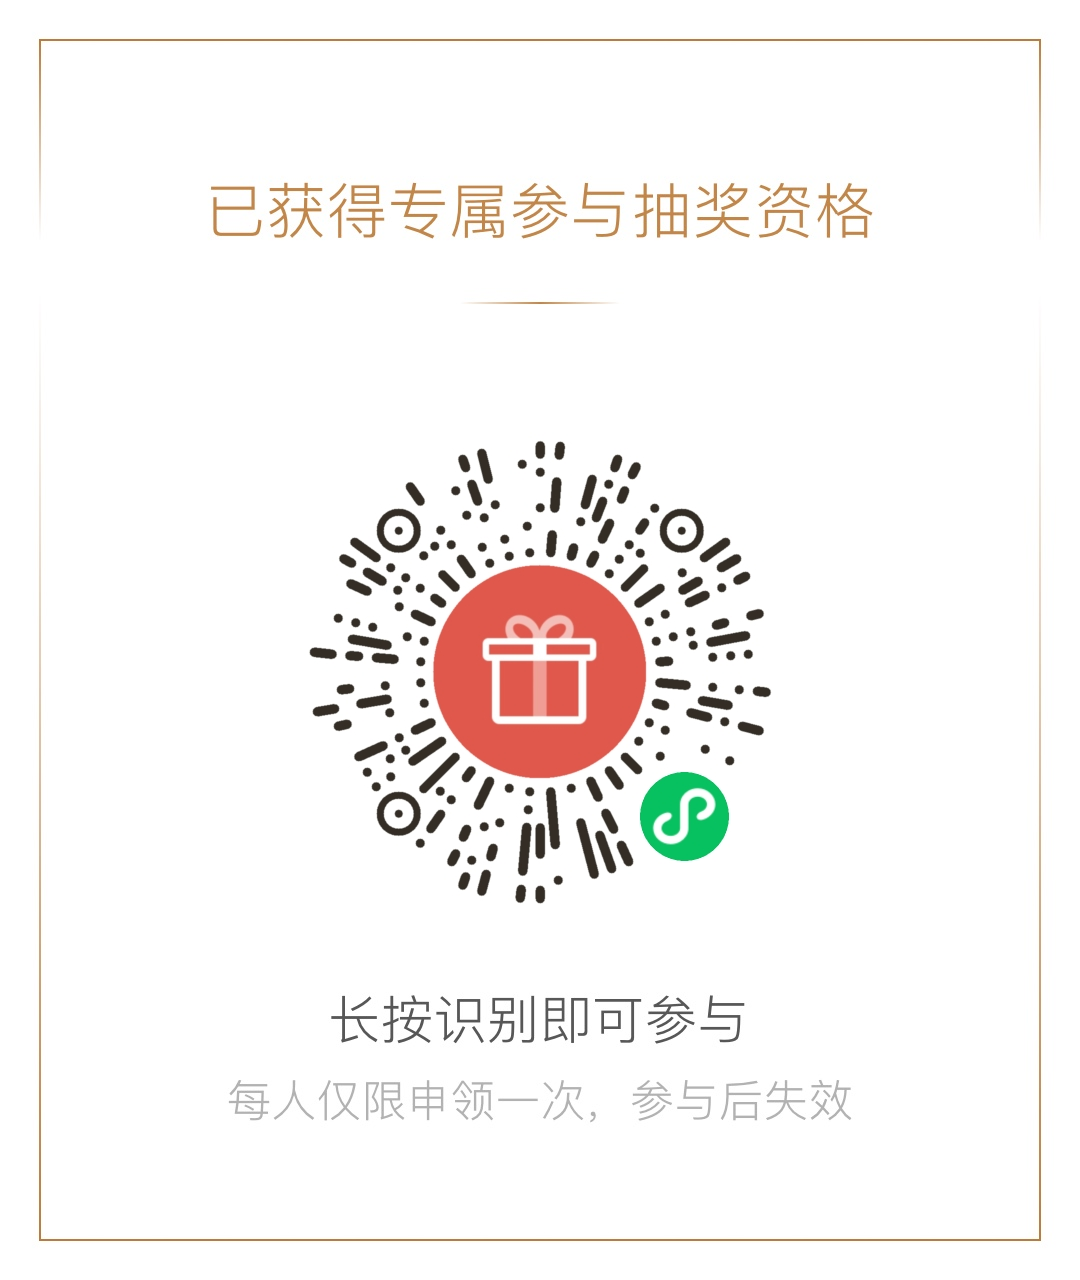 已获得专属参与抽奖资格
长按识别即可参与
每人仅限申领一次，参与后失效